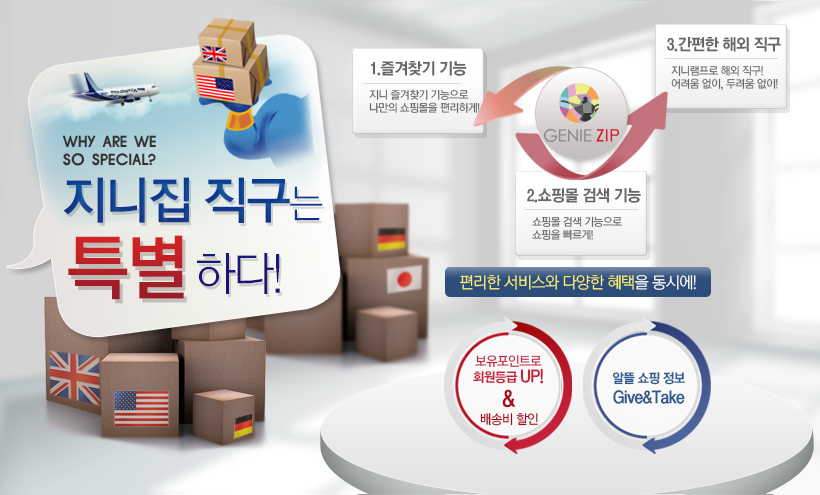 WHY ARE WE
SO SPECIAL?
지니집 직구는
특별하다!
1.즐겨찾기 기능
지니 즐겨찾기 기능으로
나만의 쇼핑몰을 편리하게!
GENIE ZIP
2.쇼핑몰 검색 기능
쇼핑몰 검색 기능으로
쇼핑을 빠르게!
3.간편한 해외 직구
지니램프로 해외 직구!
어려움 없이, 두려움 없이!
편리한 서비스와 다양한 혜택을 동시에!
보유포인트로
회원등급 UP!
&
배송비 할인
알뜰 쇼핑 정보
Give&Take